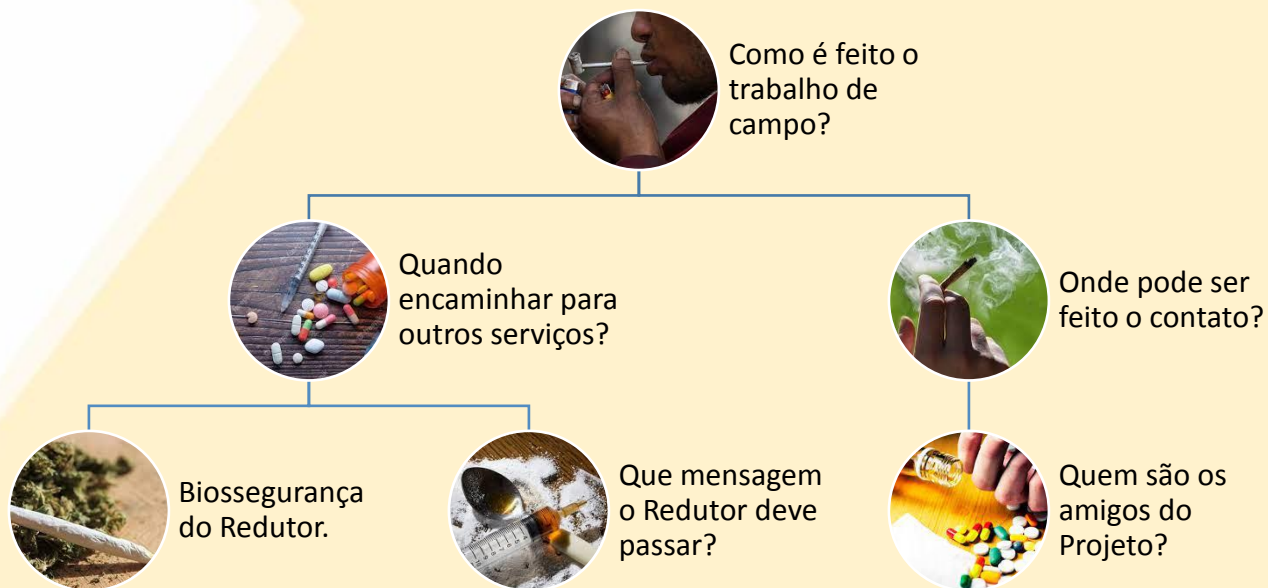 Como é feito o
trabalho de
campo?
Quando
encaminhar para
outros serviços?
Onde pode ser
feito o contato?
Biossegurança
do Redutor.
Que mensagem
o Redutor deve
passar?
Quem são os
amigos do
Projeto?